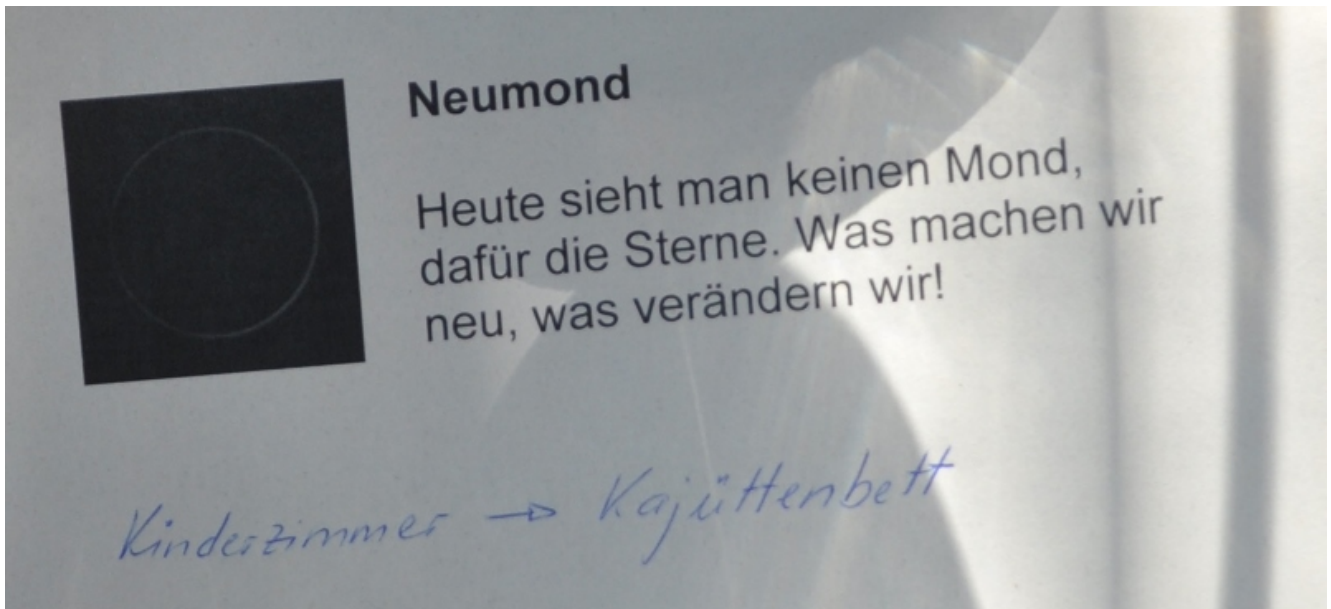 Neumond
Heute sieht man keinen Mond,
dafür die Sterne. Was machen wir
neu, was verändern wir!
Kinderzimmer → Kajüttenbett